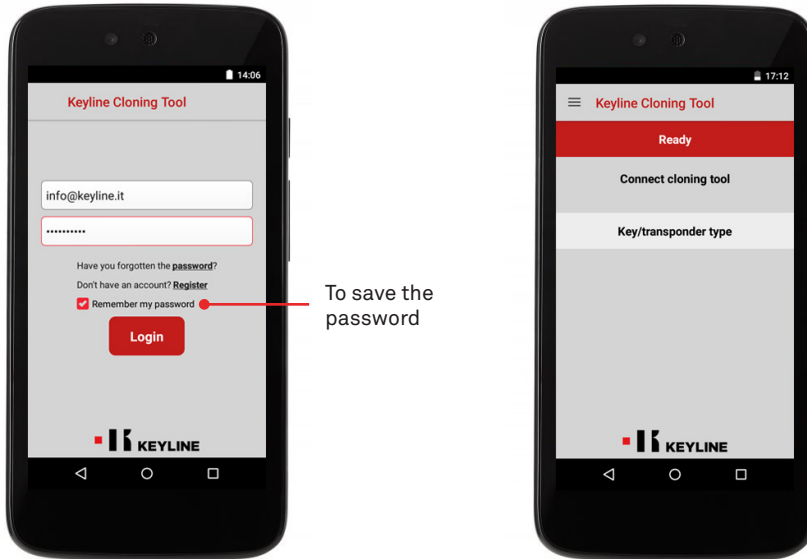 14:06
Keyline Cloning Tool
info@keyline.it
••••••••••
Have you forgotten the password?
Don't have an account? Register
Remember my password
Login
KEYLINE
To save the
password
17:12
Keyline Cloning Tool
Ready
Connect cloning tool
Key/transponder type
KEYLINE